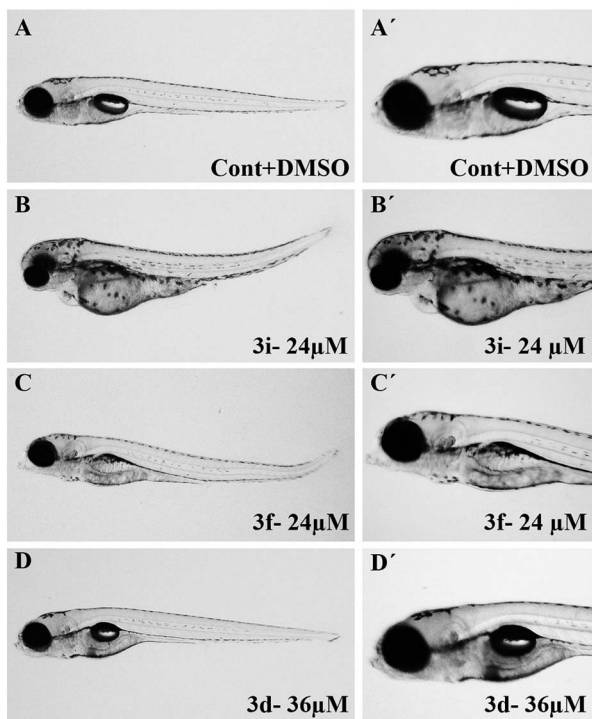 A
Cont+DMSO
A´
Cont+DMSO
B
3i- 24μM
B´
3i- 24 μM
C
3f- 24μM
C´
3f- 24 μM
D
3d- 36μM
D´
3d- 36μM